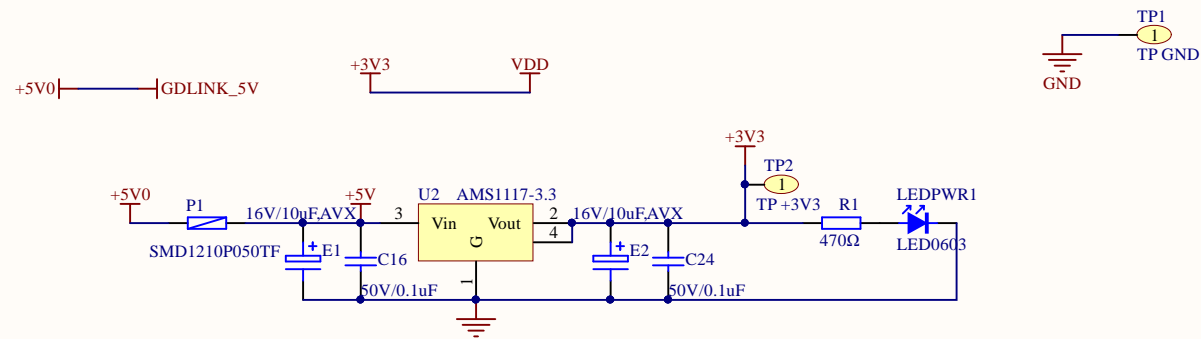 TP1
1
TP GND
GND
+5V0
GDLINK_5V
+3V3
VDD
+3V3
TP2
1
TP +3V3
+5V0
P1
SMD1210P050TF
16V/10uF,AVX
+5V
E1
C16
50V/0.1uF
U2
AMS1117-3.3
3
Vin
Vout
G
2
4
1
16V/10uF,AVX
E2
C24
50V/0.1uF
R1
470Ω
LEDPWR1
LED0603